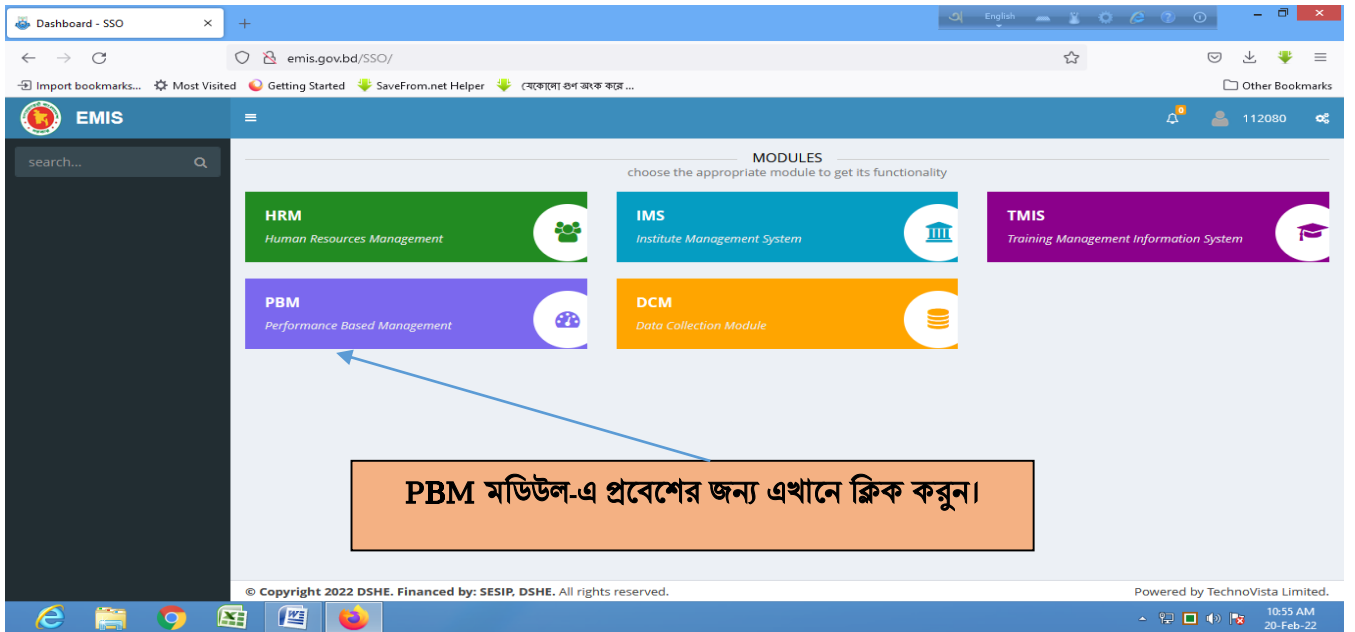 Dashboard - SSO
English
emis.gov.bd/SSO/
Import bookmarks... Most Visited Getting Started SaveFrom.net Helper যেকোনো গুণ অংক করে ... Other Bookmarks
EMIS 0 112080
search...
MODULES
choose the appropriate module to get its functionality
HRM
Human Resources Management
IMS
Institute Management System
TMIS
Training Management Information System
PBM
Performance Based Management
DCM
Data Collection Module
PBM মডিউল-এ প্রবেশের জন্য এখানে ক্লিক করুন।
© Copyright 2022 DSHE. Financed by: SESIP, DSHE. All rights reserved. Powered by TechnoVista Limited.
10:55 AM
20-Feb-22